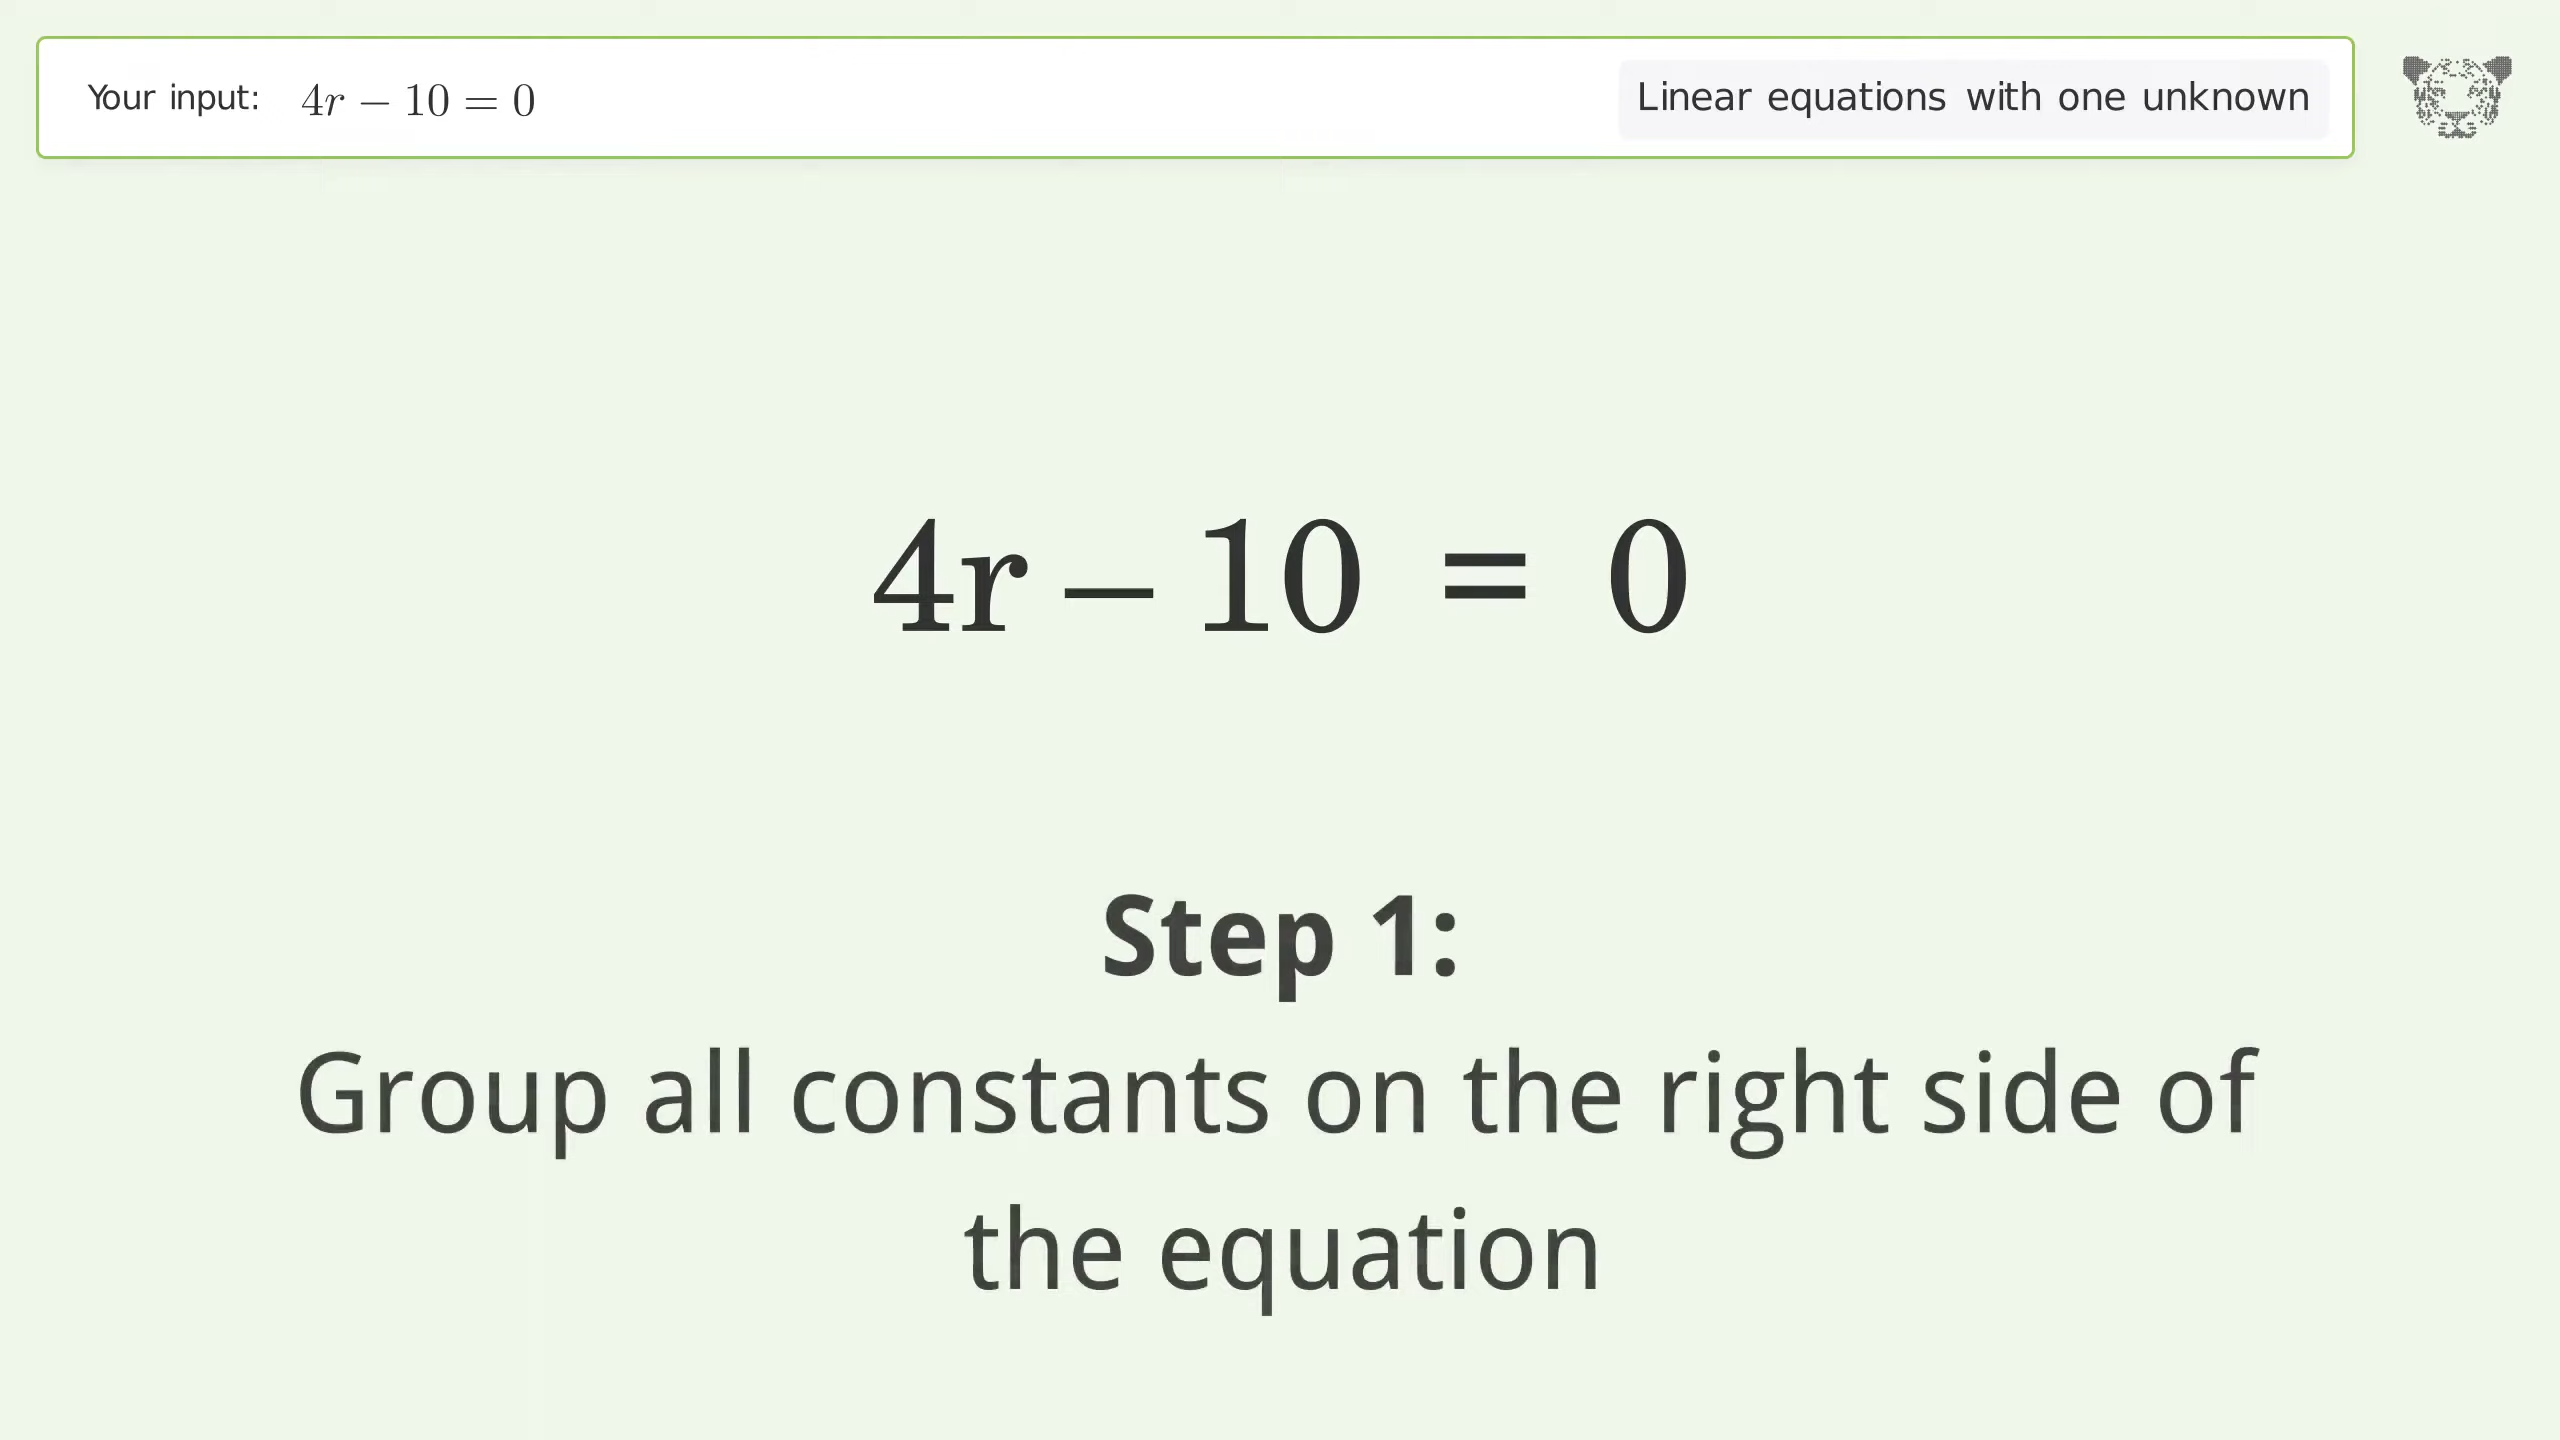 Your input: 4r − 10 = 0
Linear equations with one unknown
4r − 10 = 0
Step 1:
Group all constants on the right side of
the equation